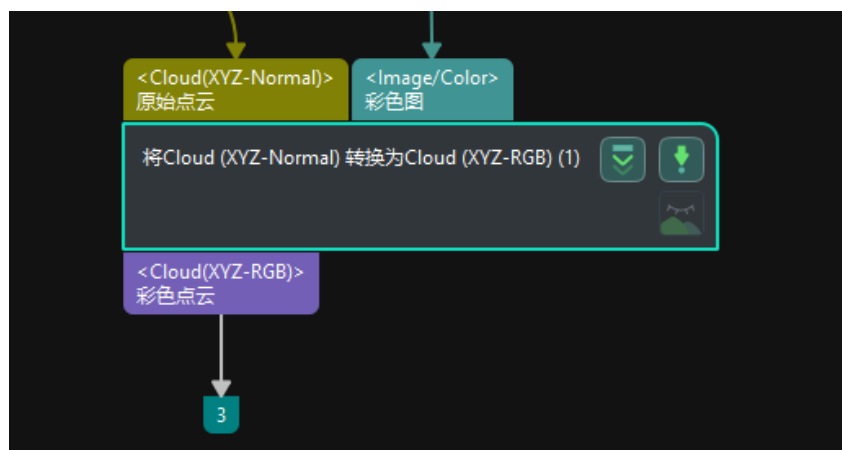 <Cloud(XYZ-Normal)>
原始点云
<Image/Color>
彩色图
将Cloud (XYZ-Normal) 转换为Cloud (XYZ-RGB) (1)
<Cloud(XYZ-RGB)>
彩色点云
3